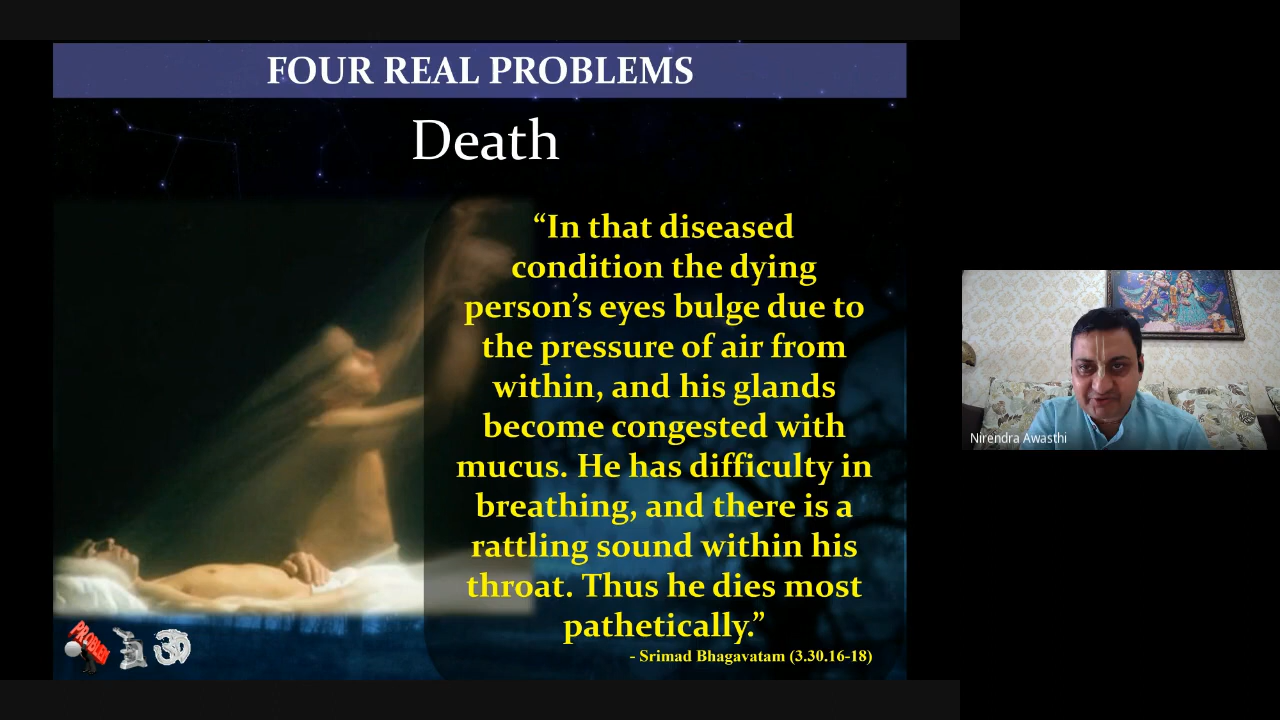 FOUR REAL PROBLEMS
Death
“In that diseased
condition the dying
person’s eyes bulge due to
the pressure of air from
within, and his glands
become congested with
mucus. He has difficulty in
breathing, and there is a
rattling sound within his
throat. Thus he dies most
pathetically.”
- Srimad Bhagavatam (3.30.16-18)
PROBLEM
ॐ
Nirendra Awasthi